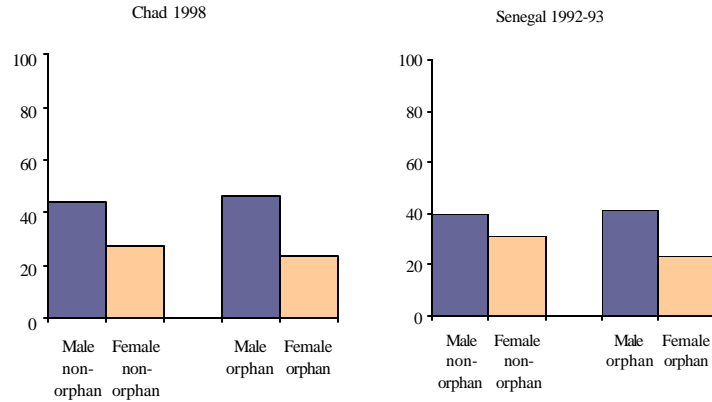 Chad 1998
100
80
60
40
20
0
Male Female Male Female
non- non- orphan orphan
orphan orphan
Senegal 1992-93
100
80
60
40
20
0
Male Female Male Female
non- non- orphan orphan
orphan orphan